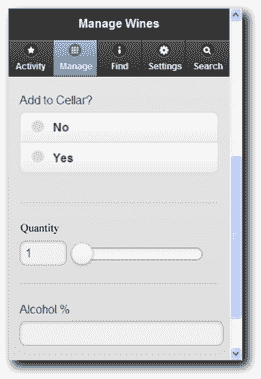 Manage Wines
Activity Manage Find Settings Search
Add to Cellar?
No
Yes
Quantity
1
Alcohol %